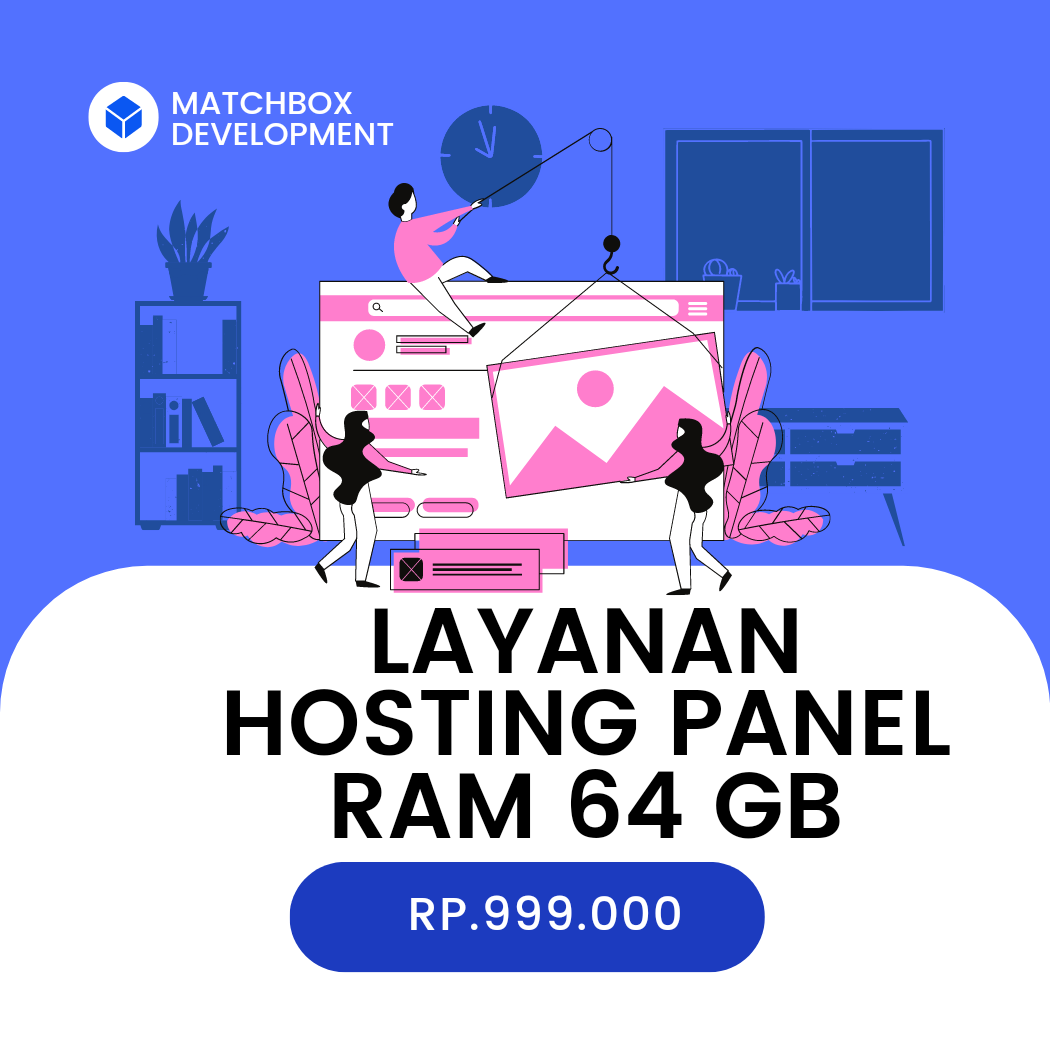 MATCHBOX
DEVELOPMENT
LAYANAN
HOSTING PANEL
RAM 64 GB
RP.999.000